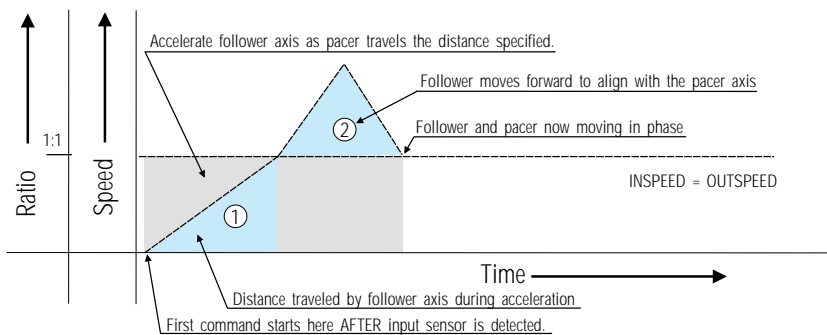 Accelerate follower axis as pacer travels the distance specified.
Follower moves forward to align with the pacer axis
2
Follower and pacer now moving in phase
1:1
Ratio
Speed
INSPEED = OUTSPEED
1
Time
Distance traveled by follower axis during acceleration
First command starts here AFTER input sensor is detected.